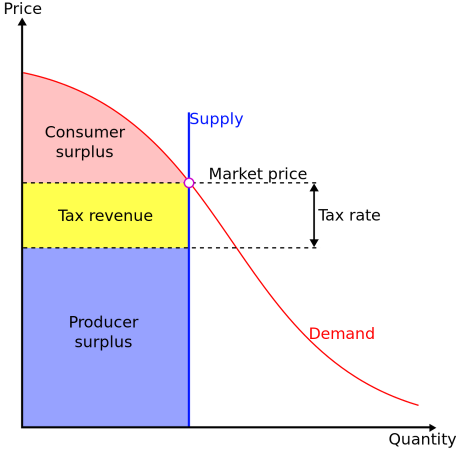 Price
Consumer
surplus
Supply
Market price
Tax revenue
Tax rate
Producer
surplus
Demand
Quantity